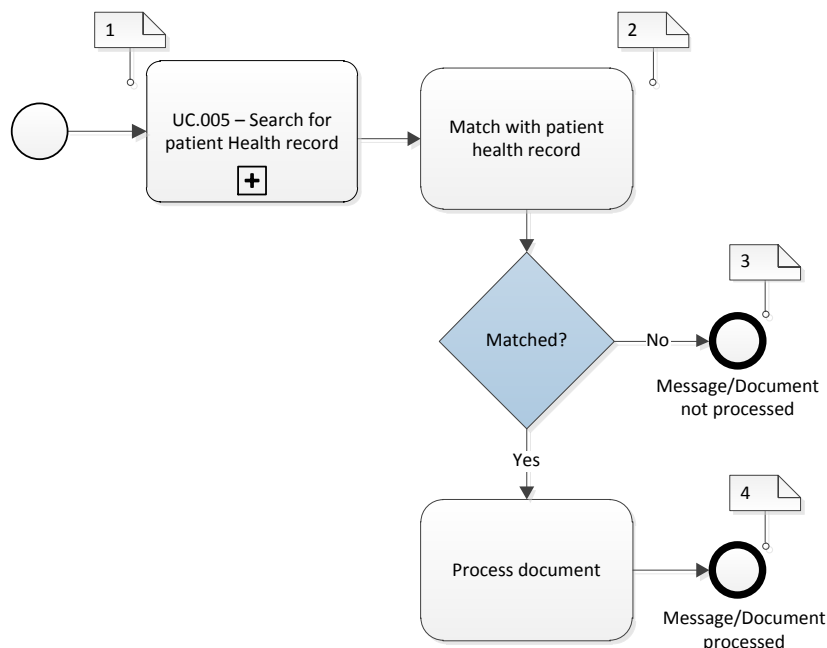 1
2
UC.005 – Search for
patient Health record
Match with patient
health record
3
Matched?
No
Message/Document
not processed
Yes
4
Process document
Message/Document
processed